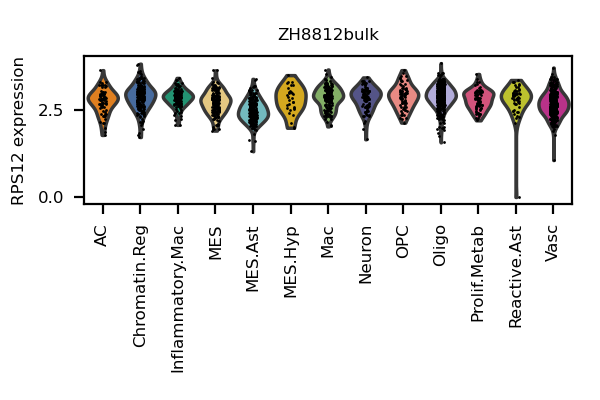 ZH8812bulk
RPS12 expression
2.5
0.0
AC
Chromatin.Reg
Inflammatory.Mac
MES
MES.Ast
MES.Hyp
Mac
Neuron
OPC
Oligo
Prolif.Metab
Reactive.Ast
Vasc